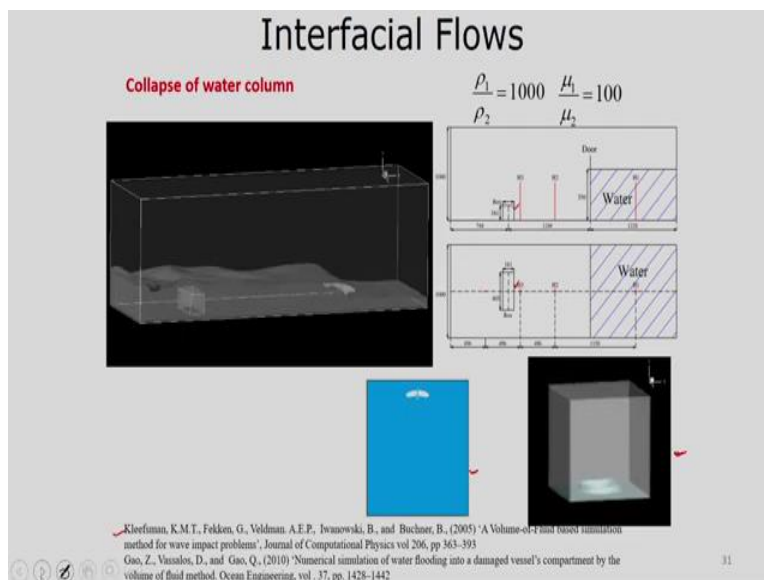 Interfacial Flows
Collapse of water column
ρ₁/ρ₂ = 1000 μ₁/μ₂ = 100
Door
Water
Box
Water
Box
Kleefsman, K.M.T., Fekken, G., Veldman. A.E.P., Iwanowski, B., and Buchner, B., (2005) ‘A Volume-of-Fluid based simulation
method for wave impact problems’, Journal of Computational Physics vol 206, pp 363–393
Gao, Z., Vassalos, D., and Gao, Q., (2010) ‘Numerical simulation of water flooding into a damaged vessel’s compartment by the
volume of fluid method. Ocean Engineering, vol . 37, pp. 1428–1442
31